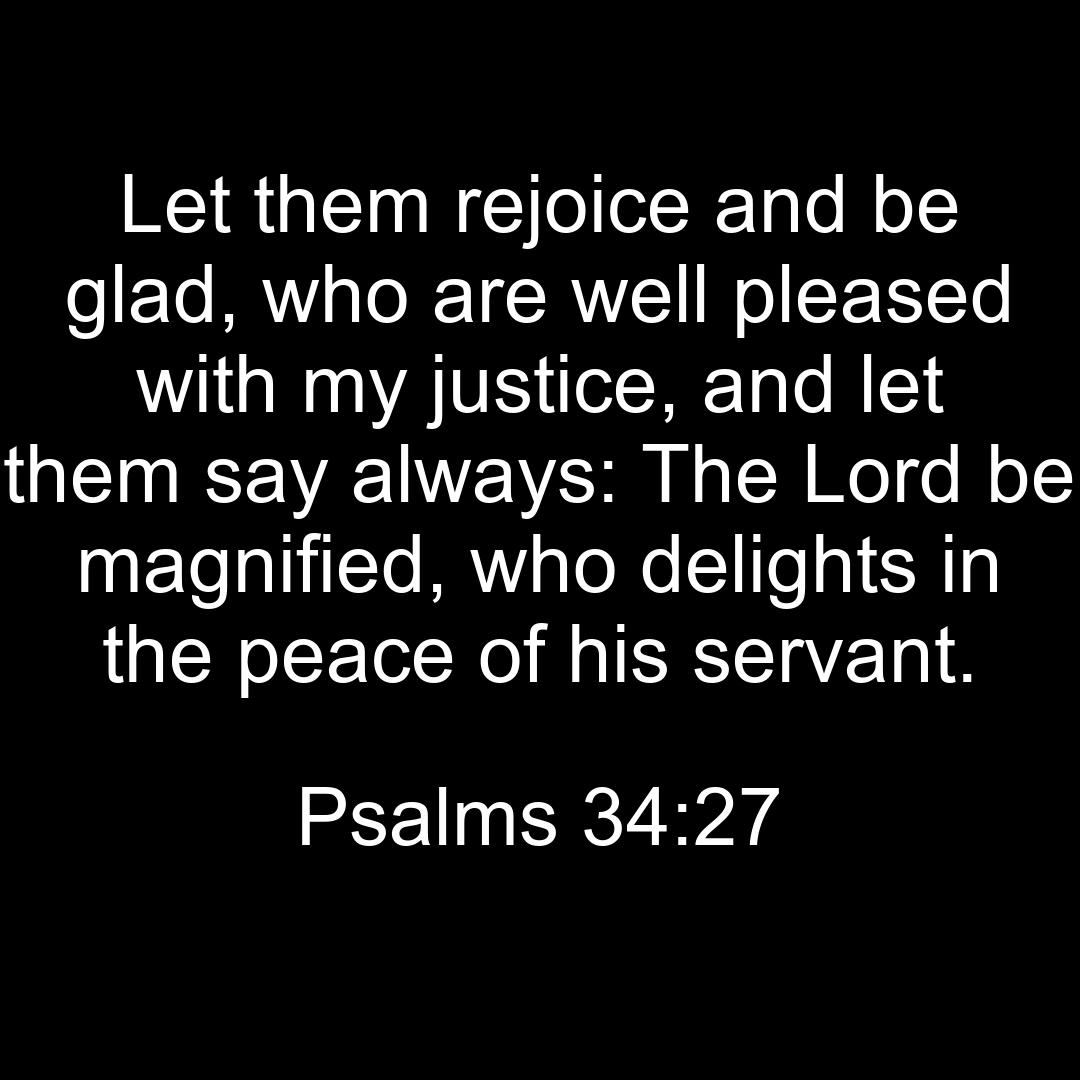 Let them rejoice and be
glad, who are well pleased
with my justice, and let
them say always: The Lord be
magnified, who delights in
the peace of his servant.
Psalms 34:27